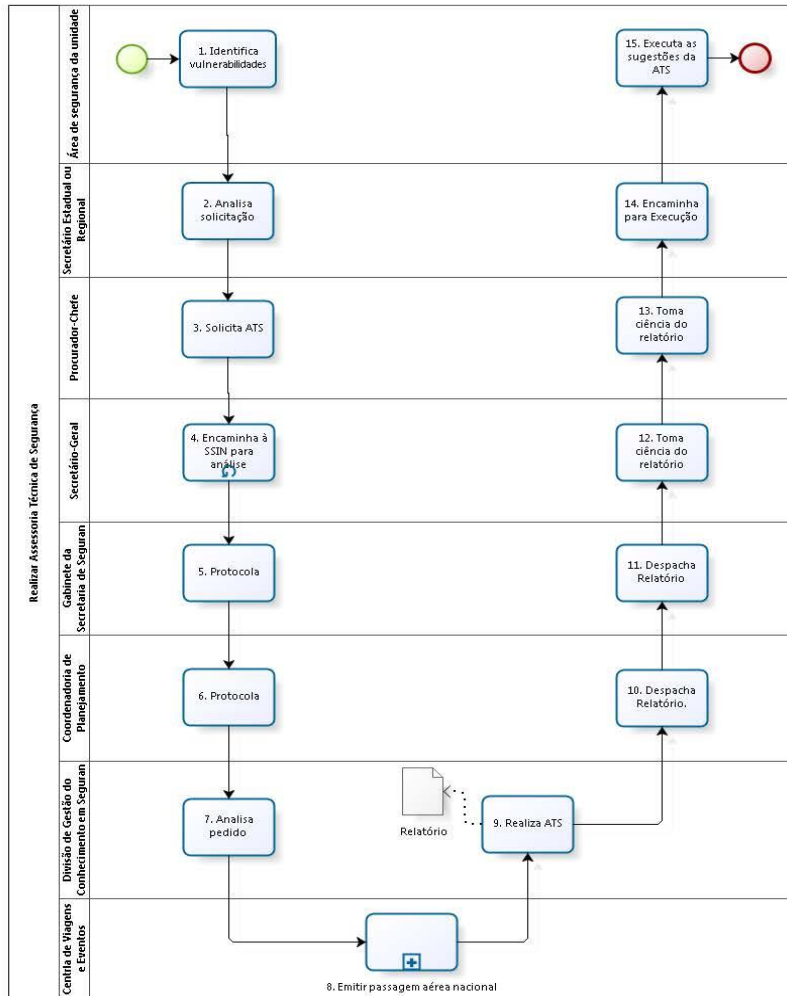 Realizar Assessoria Técnica de Segurança
Área de segurança da unidade
1. Identifica
vulnerabilidades
15. Executa as
sugestões da
ATS
Secretário Estadual ou
Regional
2. Analisa
solicitação
14. Encaminha
para Execução
Procurador-Chefe
3. Solicita ATS
13. Toma
ciência do
relatório
Secretário-Geral
4. Encaminha à
SSIN para
análise
12. Toma
ciência do
relatório
Gabinete da
Secretaria de Seguran
5. Protocola
11. Despacha
Relatório
Coordenadoria de
Planejamento
6. Protocola
10. Despacha
Relatório.
Divisão de Gestão do
Conhecimento em Seguran
7. Analisa
pedido
Relatório
9. Realiza ATS
Centrla de Viagens
e Eventos
8. Emitir passagem aérea nacional